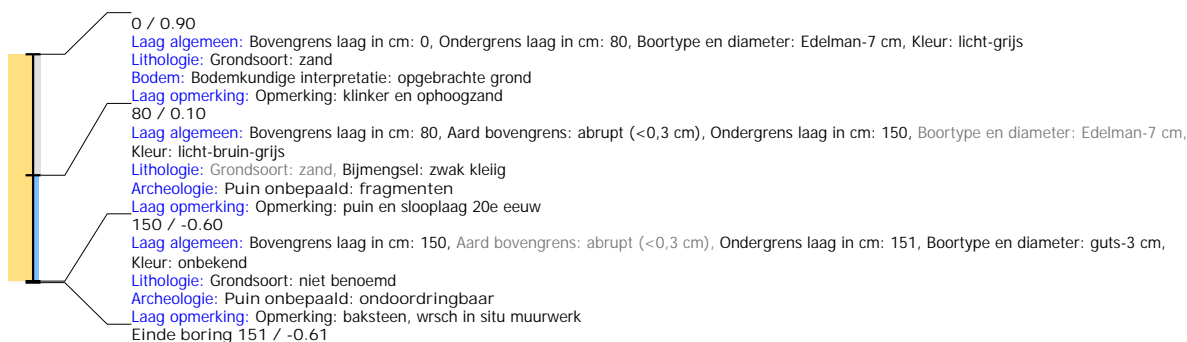 0 / 0.90
Laag algemeen: Bovengrens laag in cm: 0, Ondergrens laag in cm: 80, Boortype en diameter: Edelman-7 cm, Kleur: licht-grijs
Lithologie: Grondsoort: zand
Bodem: Bodemkundige interpretatie: opgebrachte grond
Laag opmerking: Opmerking: klinker en ophoogzand
80 / 0.10
Laag algemeen: Bovengrens laag in cm: 80, Aard bovengrens: abrupt (<0,3 cm), Ondergrens laag in cm: 150, Boortype en diameter: Edelman-7 cm,
Kleur: licht-bruin-grijs
Lithologie: Grondsoort: zand, Bijmengsel: zwak kleiig
Archeologie: Puin onbepaald: fragmenten
Laag opmerking: Opmerking: puin en slooplaag 20e eeuw
150 / -0.60
Laag algemeen: Bovengrens laag in cm: 150, Aard bovengrens: abrupt (<0,3 cm), Ondergrens laag in cm: 151, Boortype en diameter: guts-3 cm,
Kleur: onbekend
Lithologie: Grondsoort: niet benoemd
Archeologie: Puin onbepaald: ondoordringbaar
Laag opmerking: Opmerking: baksteen, wrsch in situ muurwerk
Einde boring 151 / -0.61